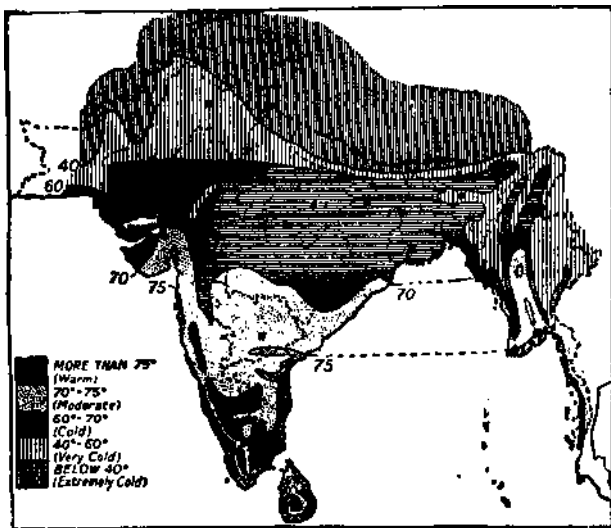 40
60
70
75
70
75
MORE THAN 75°
(Warm)
70°-75°
(Moderate)
60°-70°
(Cold)
40°-60°
(Very Cold)
BELOW 40°
(Extremely Cold)